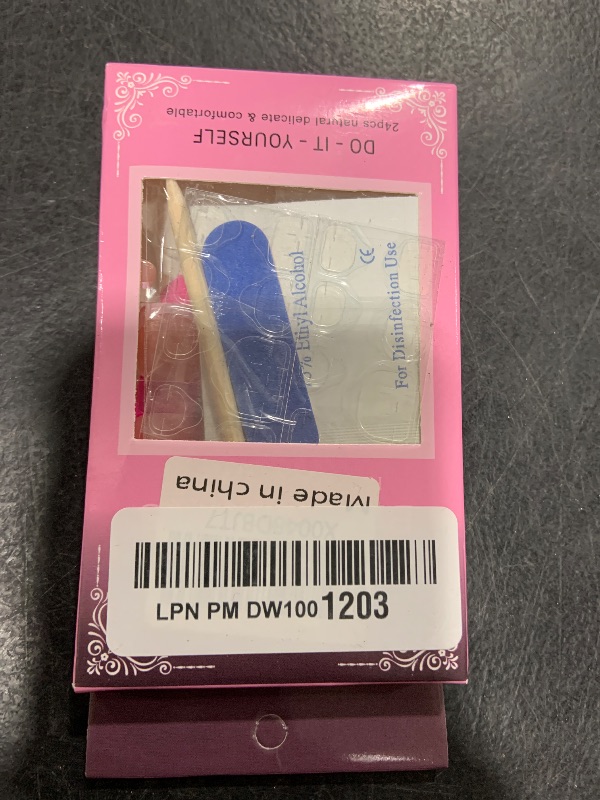 24pcs natural delicate & comfortable
DO - IT - YOURSELF
% Ethyl Alcohol
CE
For Disinfection Use
Made in china
LPN PM DW100 1203